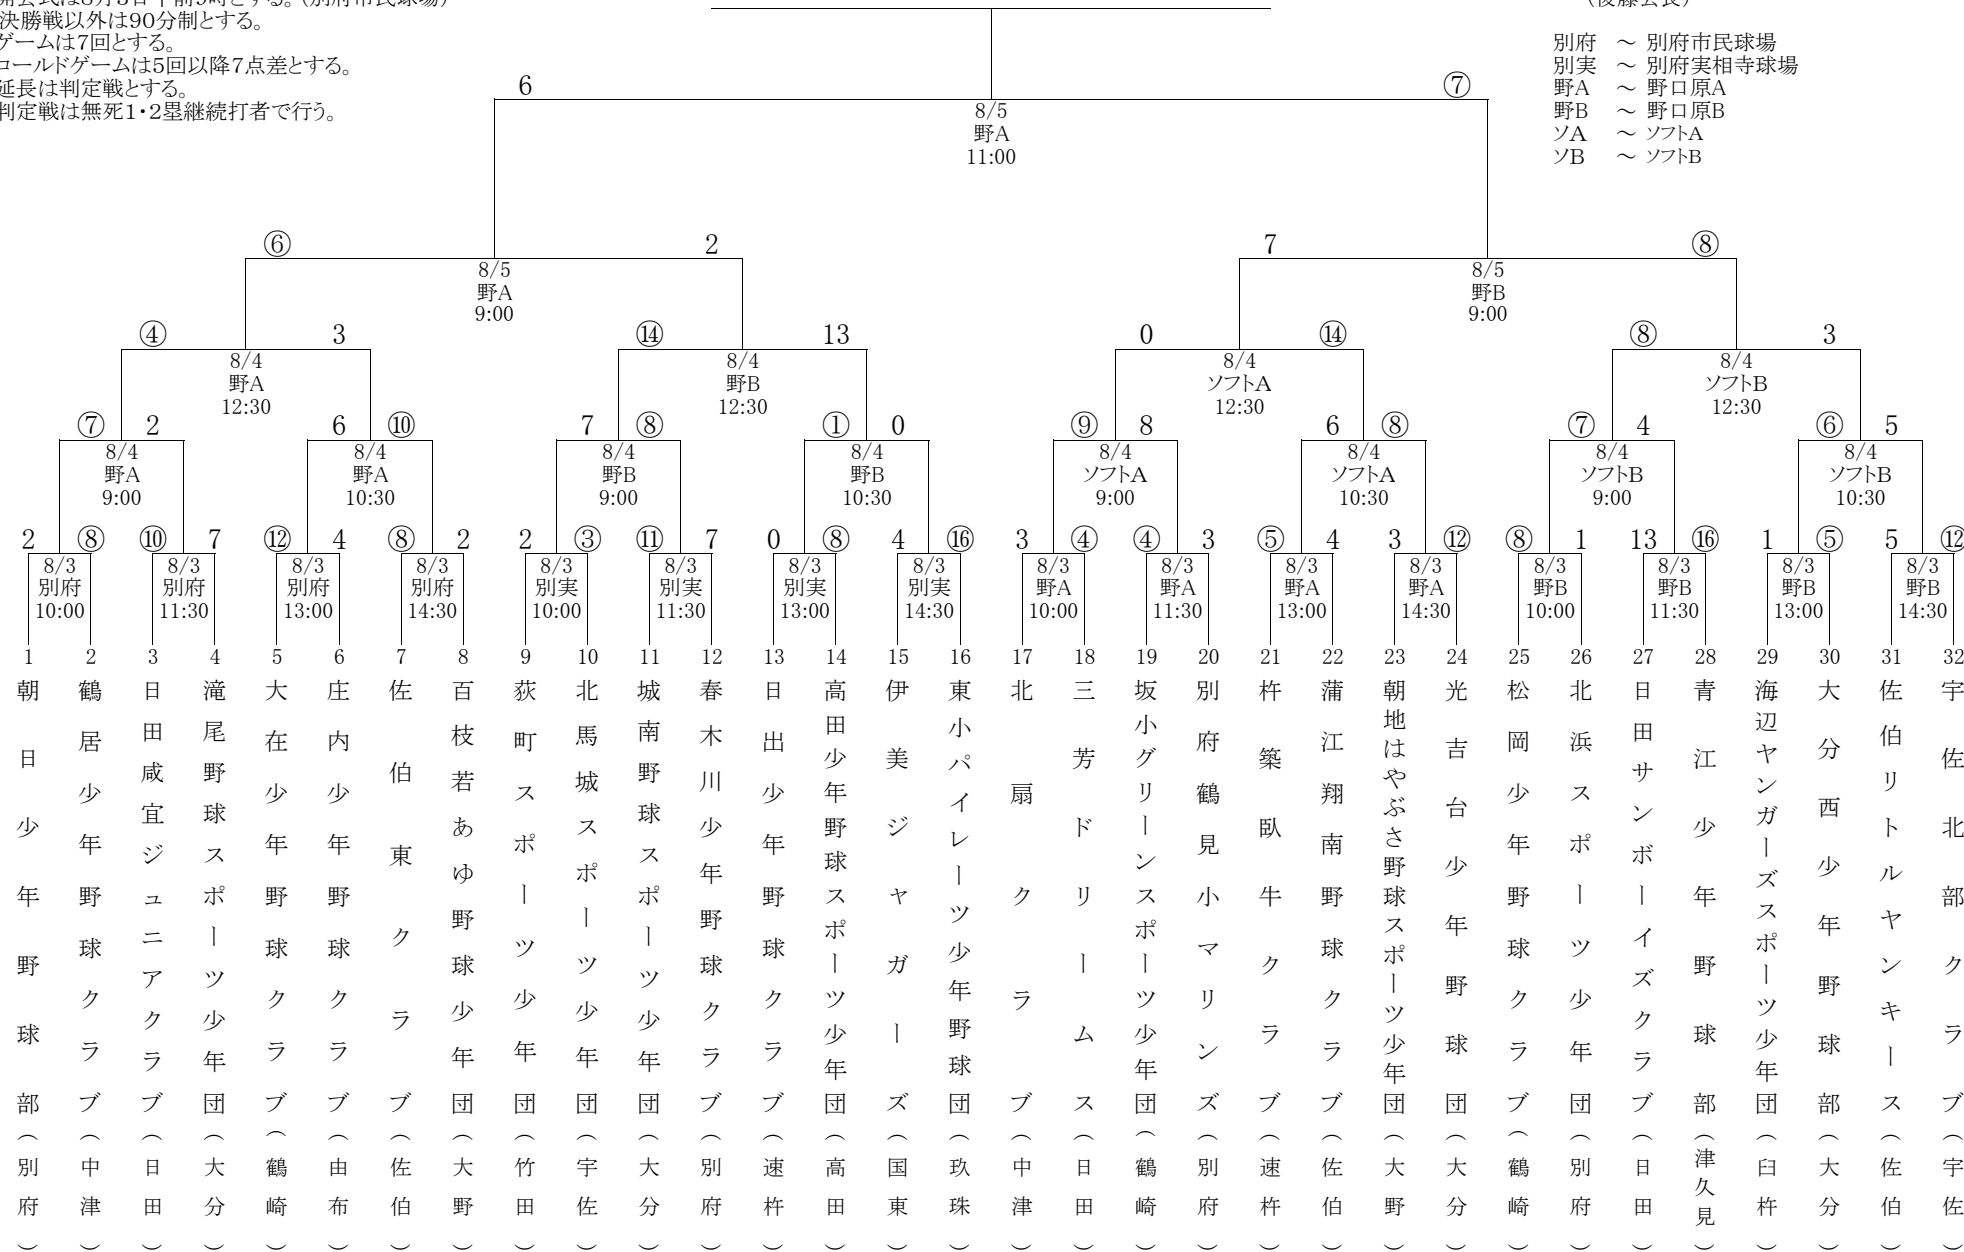 決勝戦以外は90分制とする。
ゲームは7回とする。
コールドゲームは5回以降7点差とする。
延長は判定戦とする。
判定戦は無死1・2塁継続打者で行う。
(後藤会長)
別府 ～ 別府市民球場
別実 ～ 別府実相寺球場
野A ～ 野口原A
野B ～ 野口原B
ソA ～ ソフトA
ソB ～ ソフトB
6 ⑦
8/5
野A
11:00
⑥ 2 7 ⑧
8/5 8/5
野A 野B
9:00 9:00
④ 3 ⑭ 13 0 ⑭ ⑧ 3
8/4 8/4 8/4 8/4
野A 野B ソフトA ソフトB
12:30 12:30 12:30 12:30
⑦ 2 6 ⑩ 7 ⑧ ① 0 ⑨ 8 6 ⑧ ⑦ 4 ⑥ 5
8/4 8/4 8/4 8/4 8/4 8/4 8/4 8/4
野A 野A 野B 野B ソフトA ソフトA ソフトB ソフトB
9:00 10:30 9:00 10:30 9:00 10:30 9:00 10:30
2 ⑧ ⑩ 7 ⑫ 4 ⑧ 2 2 ③ ⑪ 7 0 ⑧ 4 ⑯ 3 ④ ④ 3 ⑤ 4 3 ⑫ ⑧ 1 13 ⑯ 1 ⑤ 5 ⑫
8/3 8/3 8/3 8/3 8/3 8/3 8/3 8/3 8/3 8/3 8/3 8/3 8/3 8/3 8/3 8/3
別府 別府 別府 別府 別実 別実 別実 別実 野A 野A 野A 野A 野B 野B 野B 野B
10:00 11:30 13:00 14:30 10:00 11:30 13:00 14:30 10:00 11:30 13:00 14:30 10:00 11:30 13:00 14:30
1 朝日少年野球部(別府)
2 鶴居少年野球クラブ(中津)
3 日田咸宜ジュニアクラブ(日田)
4 滝尾野球スポーツ少年団(大分)
5 大在少年野球クラブ(鶴崎)
6 庄内少年野球クラブ(由布)
7 佐伯東クラブ(佐伯)
8 百枝若あゆ野球少年団(大野)
9 荻町スポーツ少年団(竹田)
10 北馬城スポーツ少年団(宇佐)
11 城南野球スポーツ少年団(大分)
12 春木川少年野球クラブ(別府)
13 日出少年野球クラブ(速杵)
14 高田少年野球スポーツ少年団(高田)
15 伊美ジャガーズ(国東)
16 東小パイレーツ少年野球団(玖珠)
17 北扇クラブ(中津)
18 三芳ドリームス(日田)
19 坂小グリーンスポーツ少年団(鶴崎)
20 別府鶴見小マリンズ(別府)
21 杵築臥牛クラブ(速杵)
22 蒲江翔南野球クラブ(佐伯)
23 朝地はやぶさ野球スポーツ少年団(大野)
24 光吉台少年野球団(大分)
25 松岡少年野球クラブ(鶴崎)
26 北浜スポーツ少年団(別府)
27 日田サンボーイズクラブ(日田)
28 青江少年野球部(津久見)
29 海辺ヤンガーズスポーツ少年団(臼杵)
30 大分西少年野球部(大分)
31 佐伯リトルヤンキース(佐伯)
32 宇佐北部クラブ(宇佐)